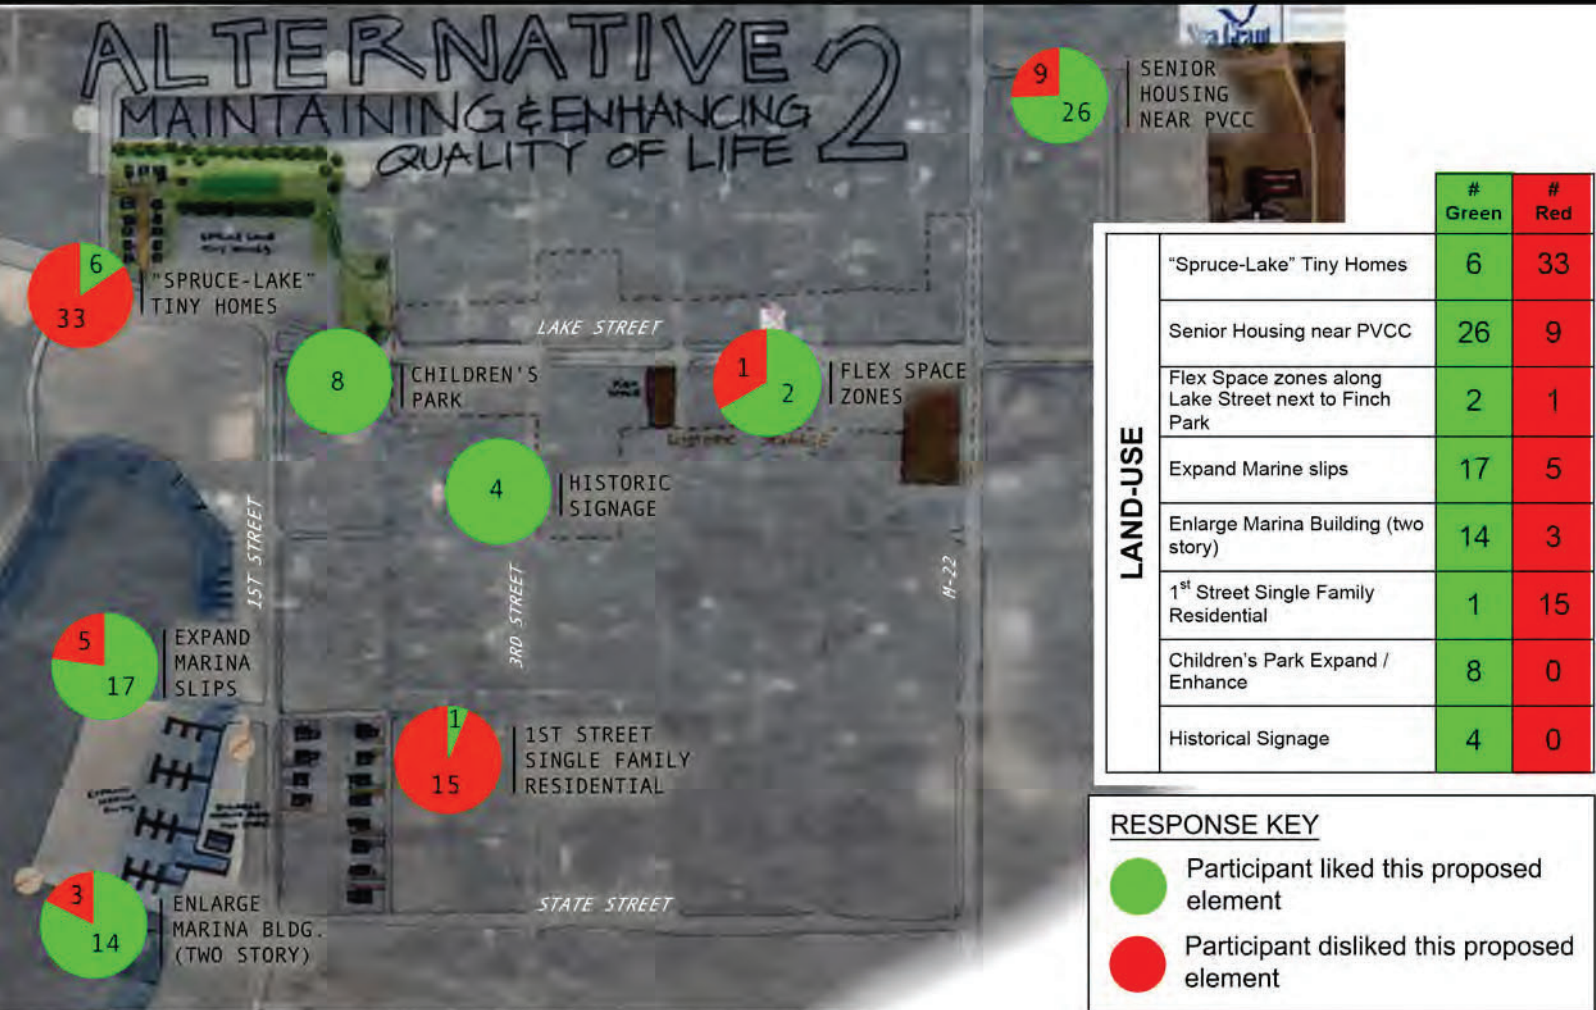 ALTERNATIVE 2
MAINTAINING & ENHANCING
QUALITY OF LIFE
Sea Grant
9
26
SENIOR
HOUSING
NEAR PVCC
6
33
"SPRUCE-LAKE"
TINY HOMES
LAKE STREET
8
CHILDREN'S
PARK
1
2
FLEX SPACE
ZONES
4
HISTORIC
SIGNAGE
1ST STREET
3RD STREET
M-22
5
17
EXPAND
MARINA
SLIPS
1
15
1ST STREET
SINGLE FAMILY
RESIDENTIAL
3
14
ENLARGE
MARINA BLDG.
(TWO STORY)
STATE STREET
# Green
# Red
LAND-USE
"Spruce-Lake" Tiny Homes 6 33
Senior Housing near PVCC 26 9
Flex Space zones along
Lake Street next to Finch
Park 2 1
Expand Marine slips 17 5
Enlarge Marina Building (two
story) 14 3
1st Street Single Family
Residential 1 15
Children's Park Expand /
Enhance 8 0
Historical Signage 4 0
RESPONSE KEY
Participant liked this proposed
element
Participant disliked this proposed
element